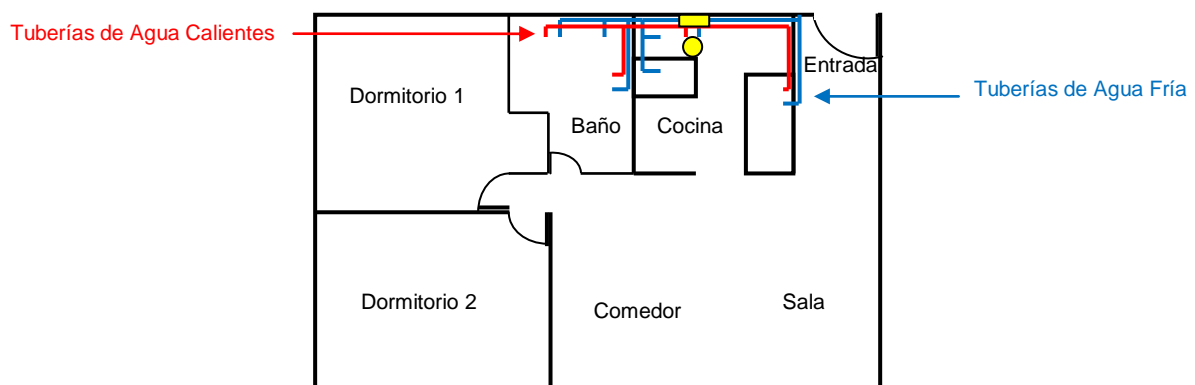 Tuberías de Agua Calientes
Entrada
Tuberías de Agua Fría
Dormitorio 1
Baño
Cocina
Dormitorio 2
Comedor
Sala